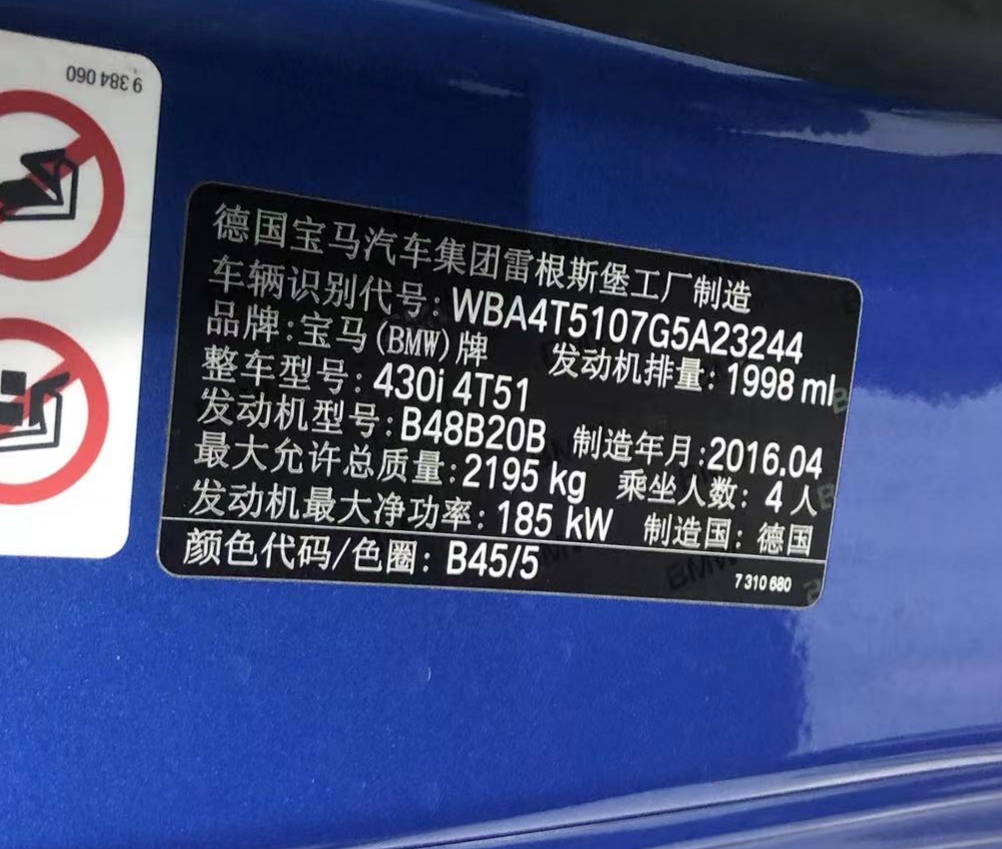 9 384 060
德国宝马汽车集团雷根斯堡工厂制造
车辆识别代号: WBA4T5107G5A23244
品牌: 宝马(BMW)牌 发动机排量: 1998 ml
整车型号: 430i 4T51
发动机型号: B48B20B 制造年月: 2016.04
最大允许总质量: 2195 kg 乘坐人数: 4 人
发动机最大净功率: 185 kW 制造国: 德国
颜色代码/色圈: B45/5
7 310 680